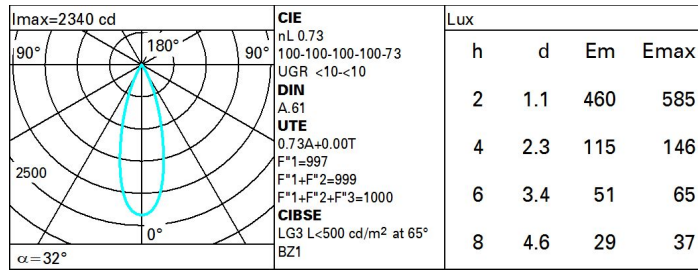 Imax=2340 cd
90° 180° 90°
2500
0°
α=32°
CIE
nL 0.73
100-100-100-100-73
UGR <10-<10
DIN
A.61
UTE
0.73A+0.00T
F"1=997
F"1+F"2=999
F"1+F"2+F"3=1000
CIBSE
LG3 L<500 cd/m² at 65°
BZ1
Lux
h d Em Emax
2 1.1 460 585
4 2.3 115 146
6 3.4 51 65
8 4.6 29 37